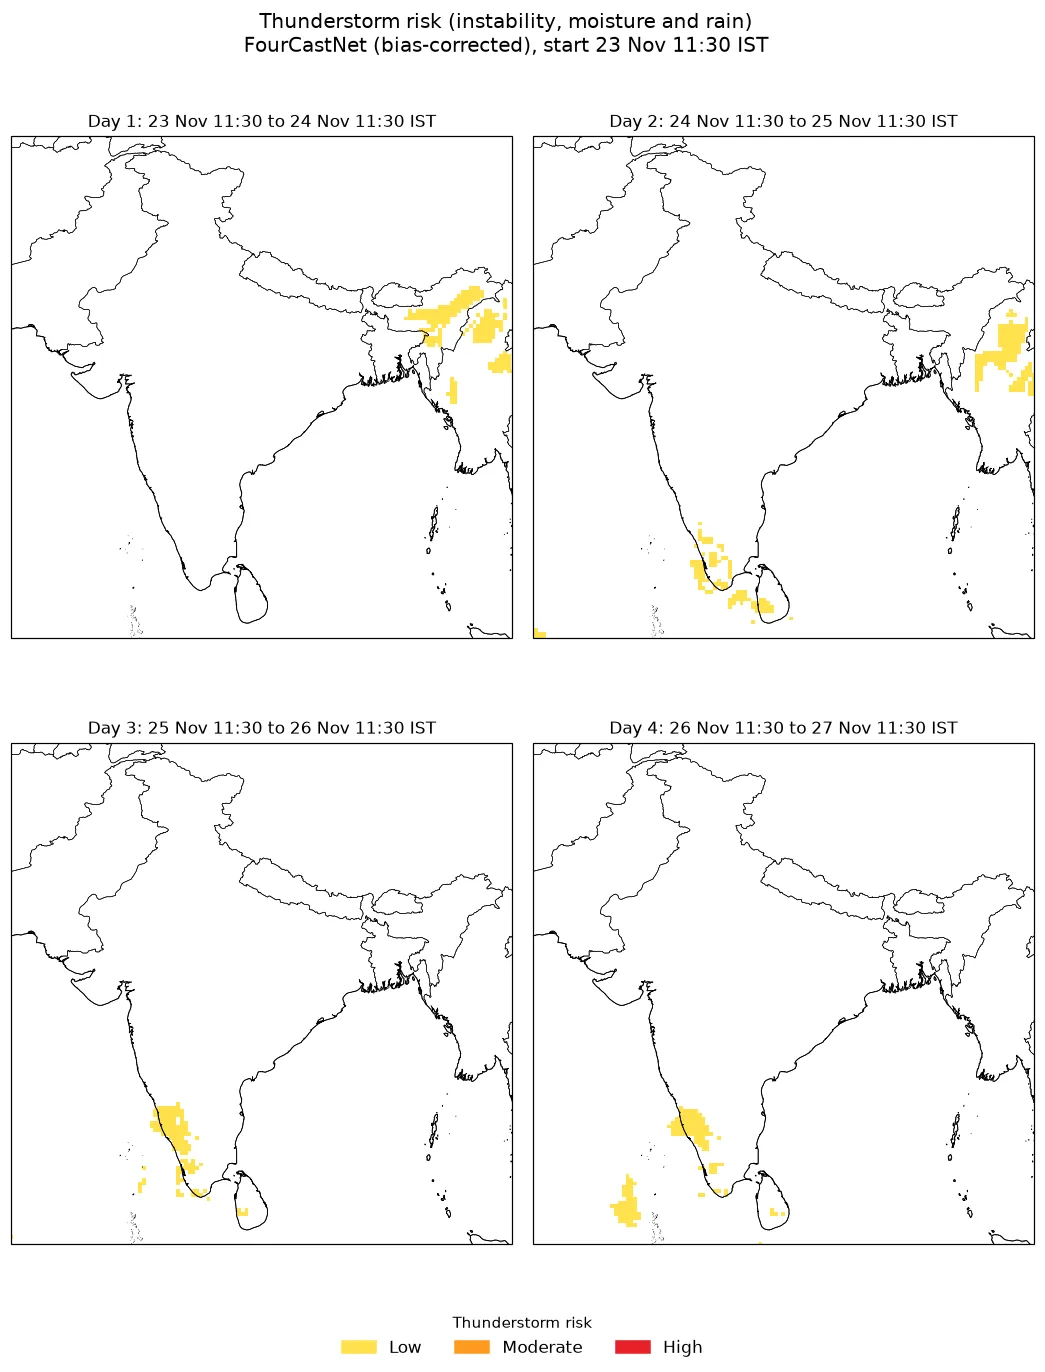 Thunderstorm risk (instability, moisture and rain)
FourCastNet (bias-corrected), start 23 Nov 11:30 IST
Day 1: 23 Nov 11:30 to 24 Nov 11:30 IST
Day 2: 24 Nov 11:30 to 25 Nov 11:30 IST
Day 3: 25 Nov 11:30 to 26 Nov 11:30 IST
Day 4: 26 Nov 11:30 to 27 Nov 11:30 IST
Thunderstorm risk
Low Moderate High